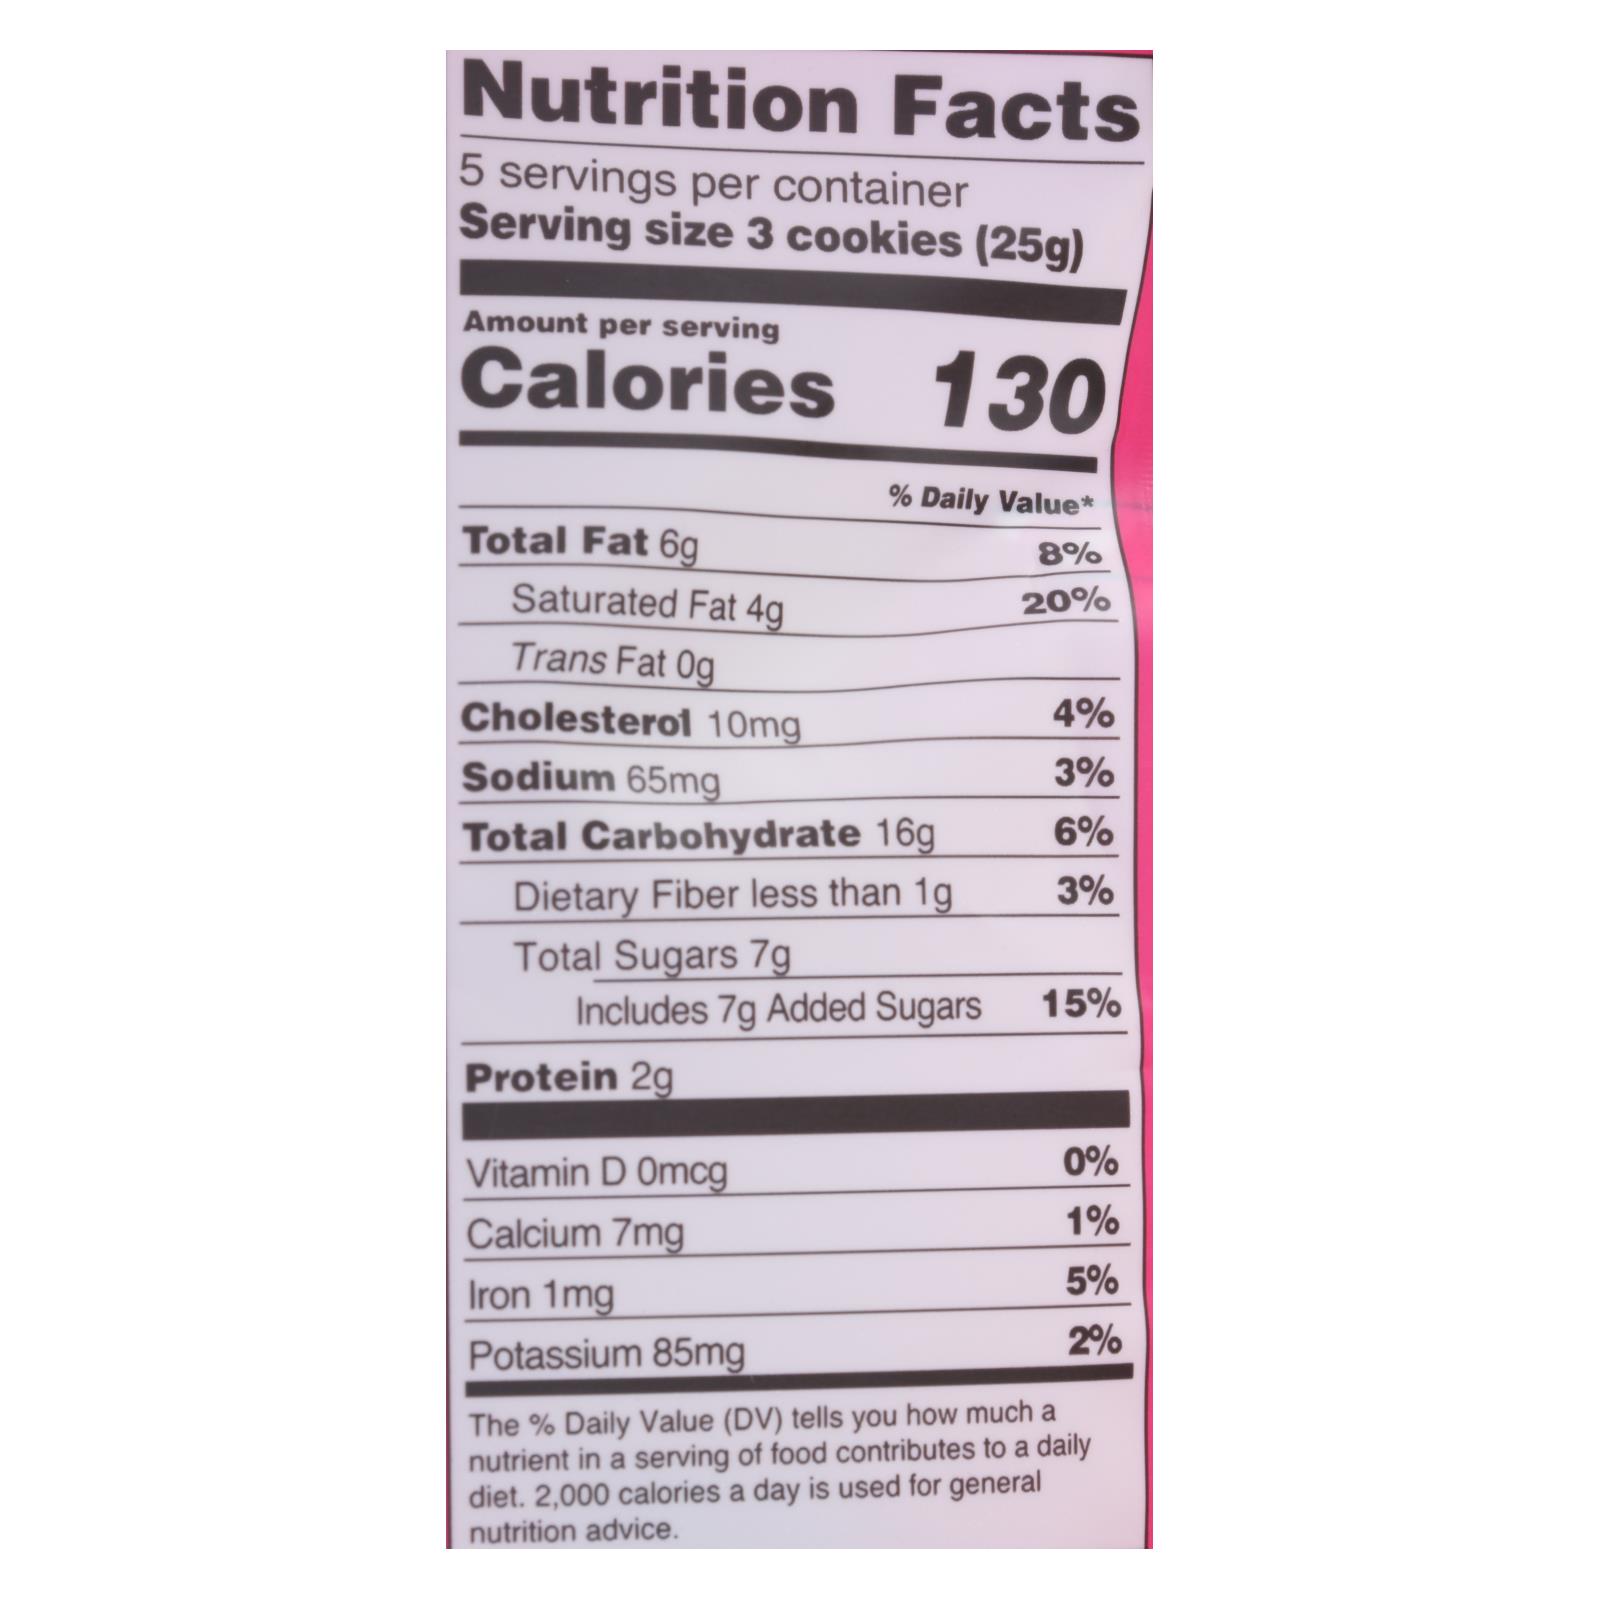 Nutrition Facts
5 servings per container
Serving size 3 cookies (25g)
Amount per serving
Calories 130
% Daily Value*
Total Fat 6g 8%
Saturated Fat 4g 20%
Trans Fat 0g
Cholesterol 10mg 4%
Sodium 65mg 3%
Total Carbohydrate 16g 6%
Dietary Fiber less than 1g 3%
Total Sugars 7g
Includes 7g Added Sugars 15%
Protein 2g
Vitamin D 0mcg 0%
Calcium 7mg 1%
Iron 1mg 5%
Potassium 85mg 2%
The % Daily Value (DV) tells you how much a
nutrient in a serving of food contributes to a daily
diet. 2,000 calories a day is used for general
nutrition advice.